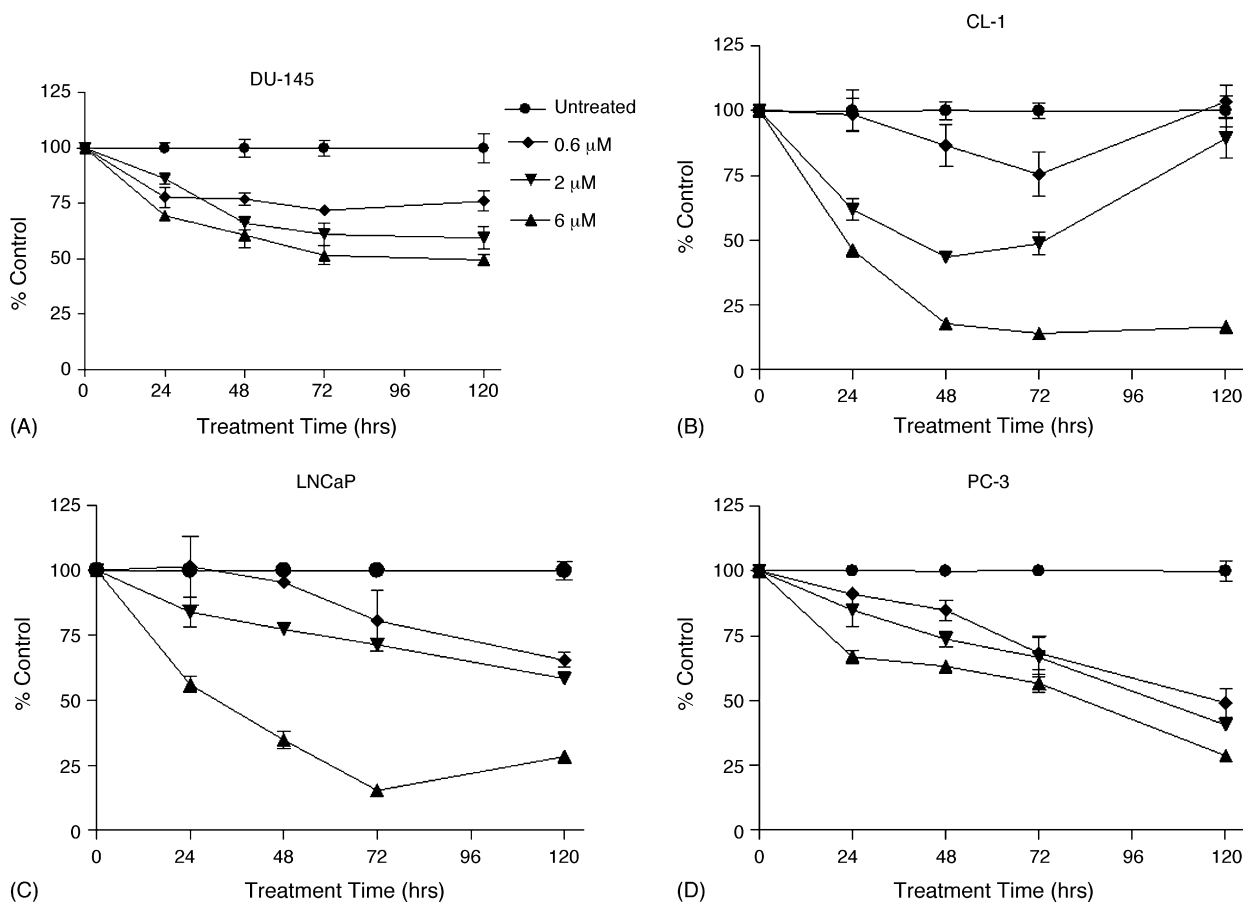 DU-145
125
100
75
50
25
0
% Control
0 24 48 72 96 120
Treatment Time (hrs)
(A)
Untreated
0.6 μM
2 μM
6 μM
CL-1
125
100
75
50
25
0
% Control
0 24 48 72 96 120
Treatment Time (hrs)
(B)
LNCaP
125
100
75
50
25
0
% Control
0 24 48 72 96 120
Treatment Time (hrs)
(C)
PC-3
125
100
75
50
25
0
% Control
0 24 48 72 96 120
Treatment Time (hrs)
(D)